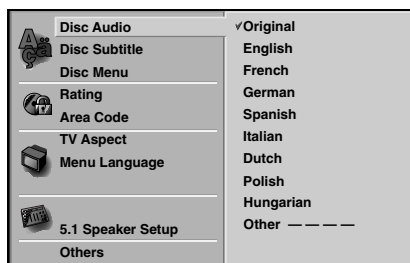 Disc Audio
Disc Subtitle
Disc Menu
Rating
Area Code
TV Aspect
Menu Language
5.1 Speaker Setup
Others
✓Original
English
French
German
Spanish
Italian
Dutch
Polish
Hungarian
Other — — — —